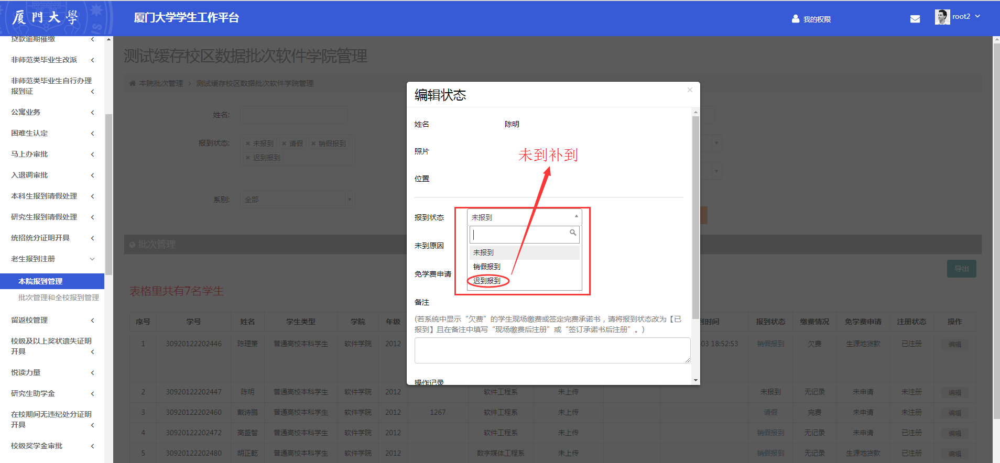 厦門大學
厦门大学学生工作平台
我的权限
root2
贷款逾期催缴
非师范类毕业生改派
非师范类毕业生自行办理
报到证
公寓业务
困难生认定
马上办审批
入退调审批
本科生报到请假处理
研究生报到请假处理
统招统分证明开具
老生报到注册
本院报到管理
批次管理和全校报到管理
留返校管理
校级及以上奖状遗失证明
开具
悦读力量
研究生助学金
在校期间无违纪处分证明
开具
校级奖学金审批
测试缓存校区数据批次软件学院管理
本院批次管理 > 测试缓存校区数据批次软件学院管理
姓名:
报到状态: × 未报到 × 请假 × 销假报到
× 迟到报到
系别: 全部
批次管理
导出
表格里共有7名学生
序号 学号 姓名 学生类型 学院 年级 到时间 报到状态 缴费情况 免学费申请 注册状态 操作
1 30920122202446 陈理箫 普通高校本科学生 软件学院 2012 03 18:52:53 销假报到 欠费 生源地贷款 已注册 编辑
2 30920122202447 陈明 普通高校本科学生 软件学院 2012 软件工程系 未上传 未报到 无记录 未申请 未注册 编辑
3 30920122202460 戴诗鹏 普通高校本科学生 软件学院 2012 1267 软件工程系 未上传 请假 完费 未申请 未注册 编辑
4 30920122202472 高盛智 普通高校本科学生 软件学院 2012 软件工程系 未上传 销假报到 无记录 未申请 已注册 编辑
5 30920122202480 胡正乾 普通高校本科学生 软件学院 2012 数字媒体工程系 未上传 销假报到 无记录 生源地贷款 已注册 编辑
编辑状态 ×
姓名 陈明
照片
未到补到
位置
报到状态 未报到
未到原因
未报到
销假报到
免学费申请
迟到报到
备注
(若系统中显示“欠费”的学生现场缴费或签定完费承诺书，请将报到状态改为【已
报到】且在备注中填写“现场缴费后注册”或“签订承诺书后注册”。)
操作记录